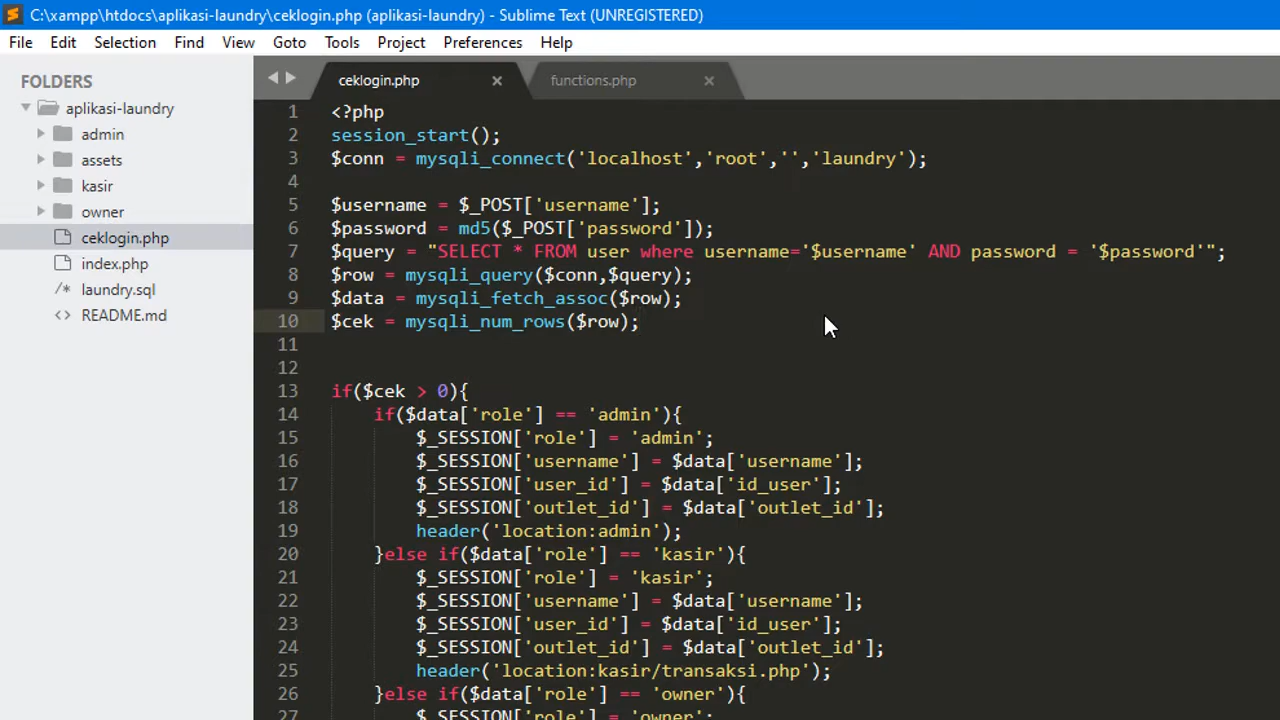 C:\xampp\htdocs\aplikasi-laundry\ceklogin.php (aplikasi-laundry) - Sublime Text (UNREGISTERED)
File Edit Selection Find View Goto Tools Project Preferences Help
FOLDERS
aplikasi-laundry
admin
assets
kasir
owner
ceklogin.php
index.php
/* laundry.sql
<> README.md
ceklogin.php × functions.php ×
1 <?php
2 session_start();
3 $conn = mysqli_connect('localhost','root','','laundry');
4
5 $username = $_POST['username'];
6 $password = md5($_POST['password']);
7 $query = "SELECT * FROM user where username='$username' AND password = '$password'";
8 $row = mysqli_query($conn,$query);
9 $data = mysqli_fetch_assoc($row);
10 $cek = mysqli_num_rows($row);
11
12
13 if($cek > 0){
14 if($data['role'] == 'admin'){
15 $_SESSION['role'] = 'admin';
16 $_SESSION['username'] = $data['username'];
17 $_SESSION['user_id'] = $data['id_user'];
18 $_SESSION['outlet_id'] = $data['outlet_id'];
19 header('location:admin');
20 }else if($data['role'] == 'kasir'){
21 $_SESSION['role'] = 'kasir';
22 $_SESSION['username'] = $data['username'];
23 $_SESSION['user_id'] = $data['id_user'];
24 $_SESSION['outlet_id'] = $data['outlet_id'];
25 header('location:kasir/transaksi.php');
26 }else if($data['role'] == 'owner'){
27 $_SESSION['role'] = 'owner';